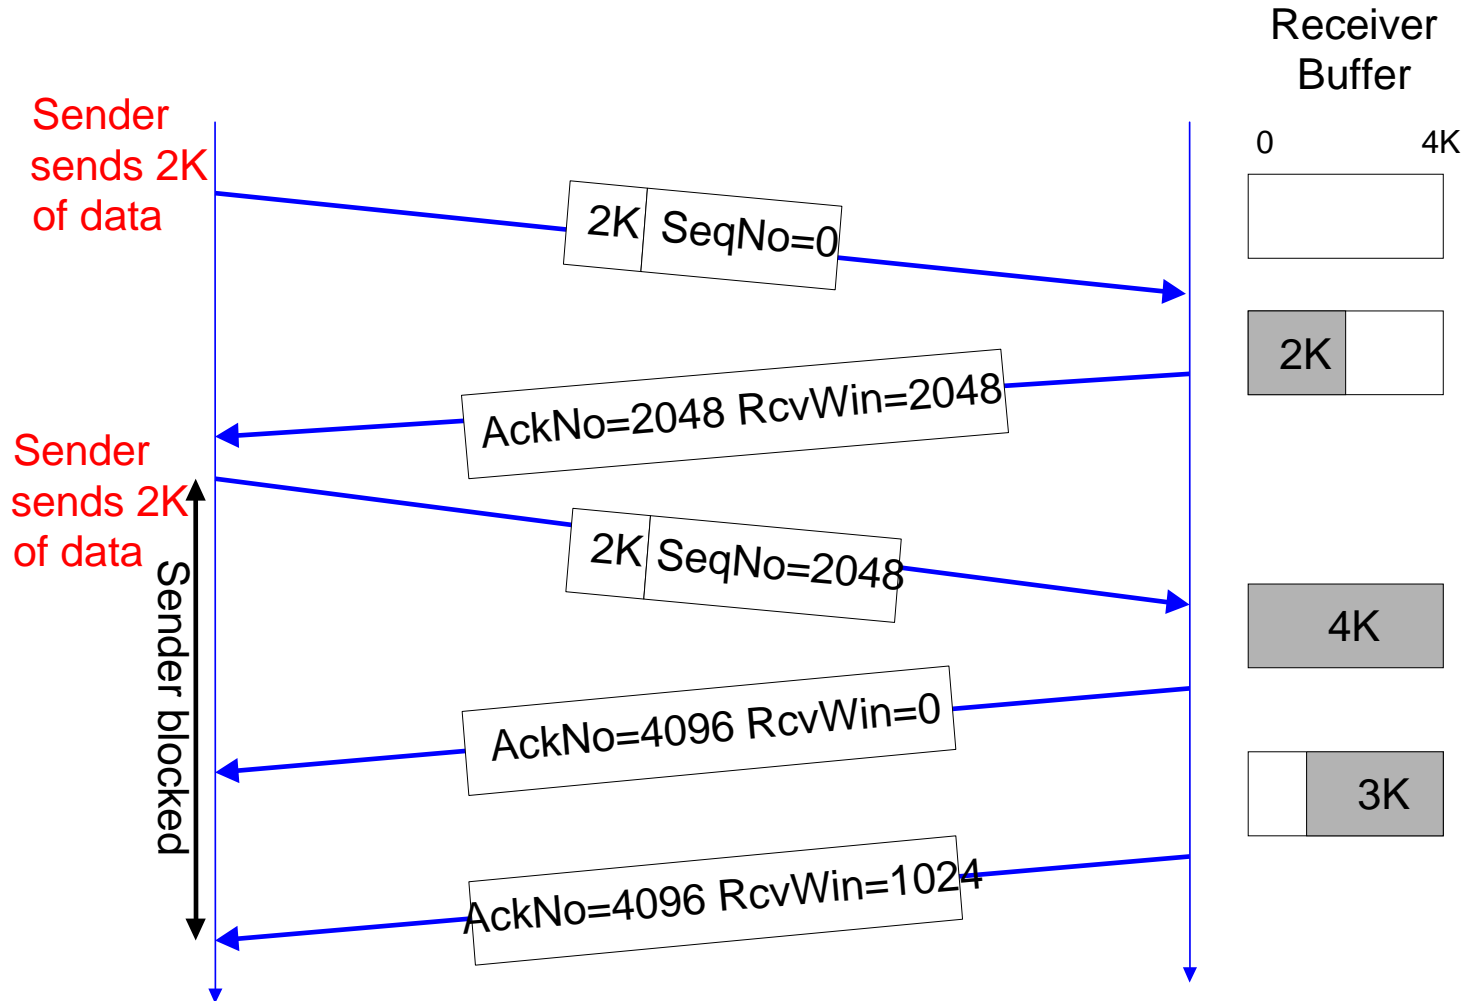 Receiver
Buffer
0 4K
Sender
sends 2K
of data
2K SeqNo=0
2K
AckNo=2048 RcvWin=2048
Sender
sends 2K
of data
2K SeqNo=2048
Sender blocked
4K
AckNo=4096 RcvWin=0
3K
AckNo=4096 RcvWin=1024